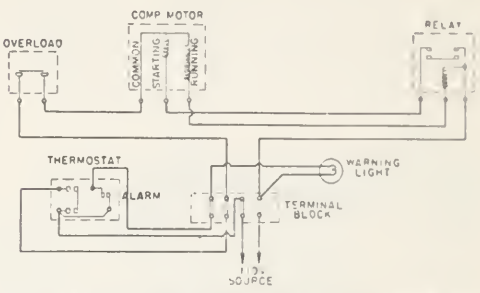 COMP MOTOR
RELAY
OVERLOAD
COMMON
STARTING
RUNNING
THERMOSTAT
ALARM
WARNING
LIGHT
TERMINAL
BLOCK
SOURCE